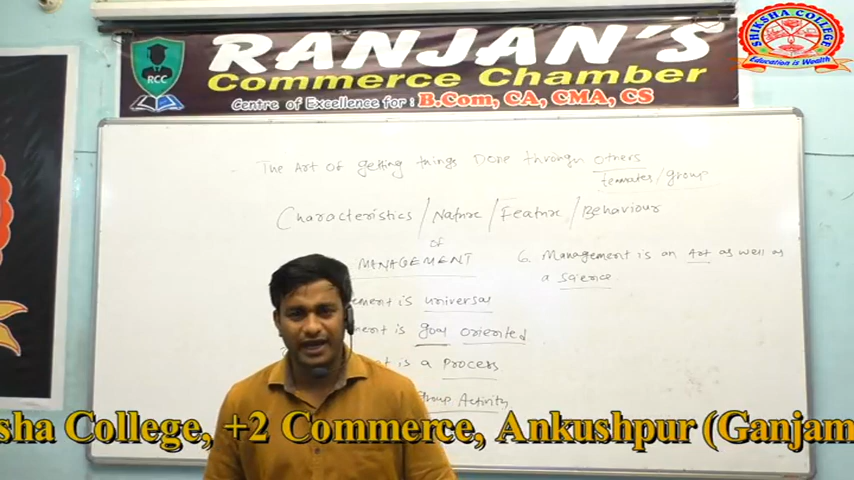 RANJAN'S
Commerce Chamber
Centre of Excellence for : B.Com, CA, CMA, CS
RCC
SHIKSHA COLLEGE
Education is Wealth
The Art of getting things Done through others
/group
Characteristics / Nature / Feature / Behaviour
of
MANAGEMENT
ement is universal
ment is goal oriented
t is a process
Group Activity
6. Management is an Art as well as
a science
sha College, +2 Commerce, Ankushpur (Ganjam